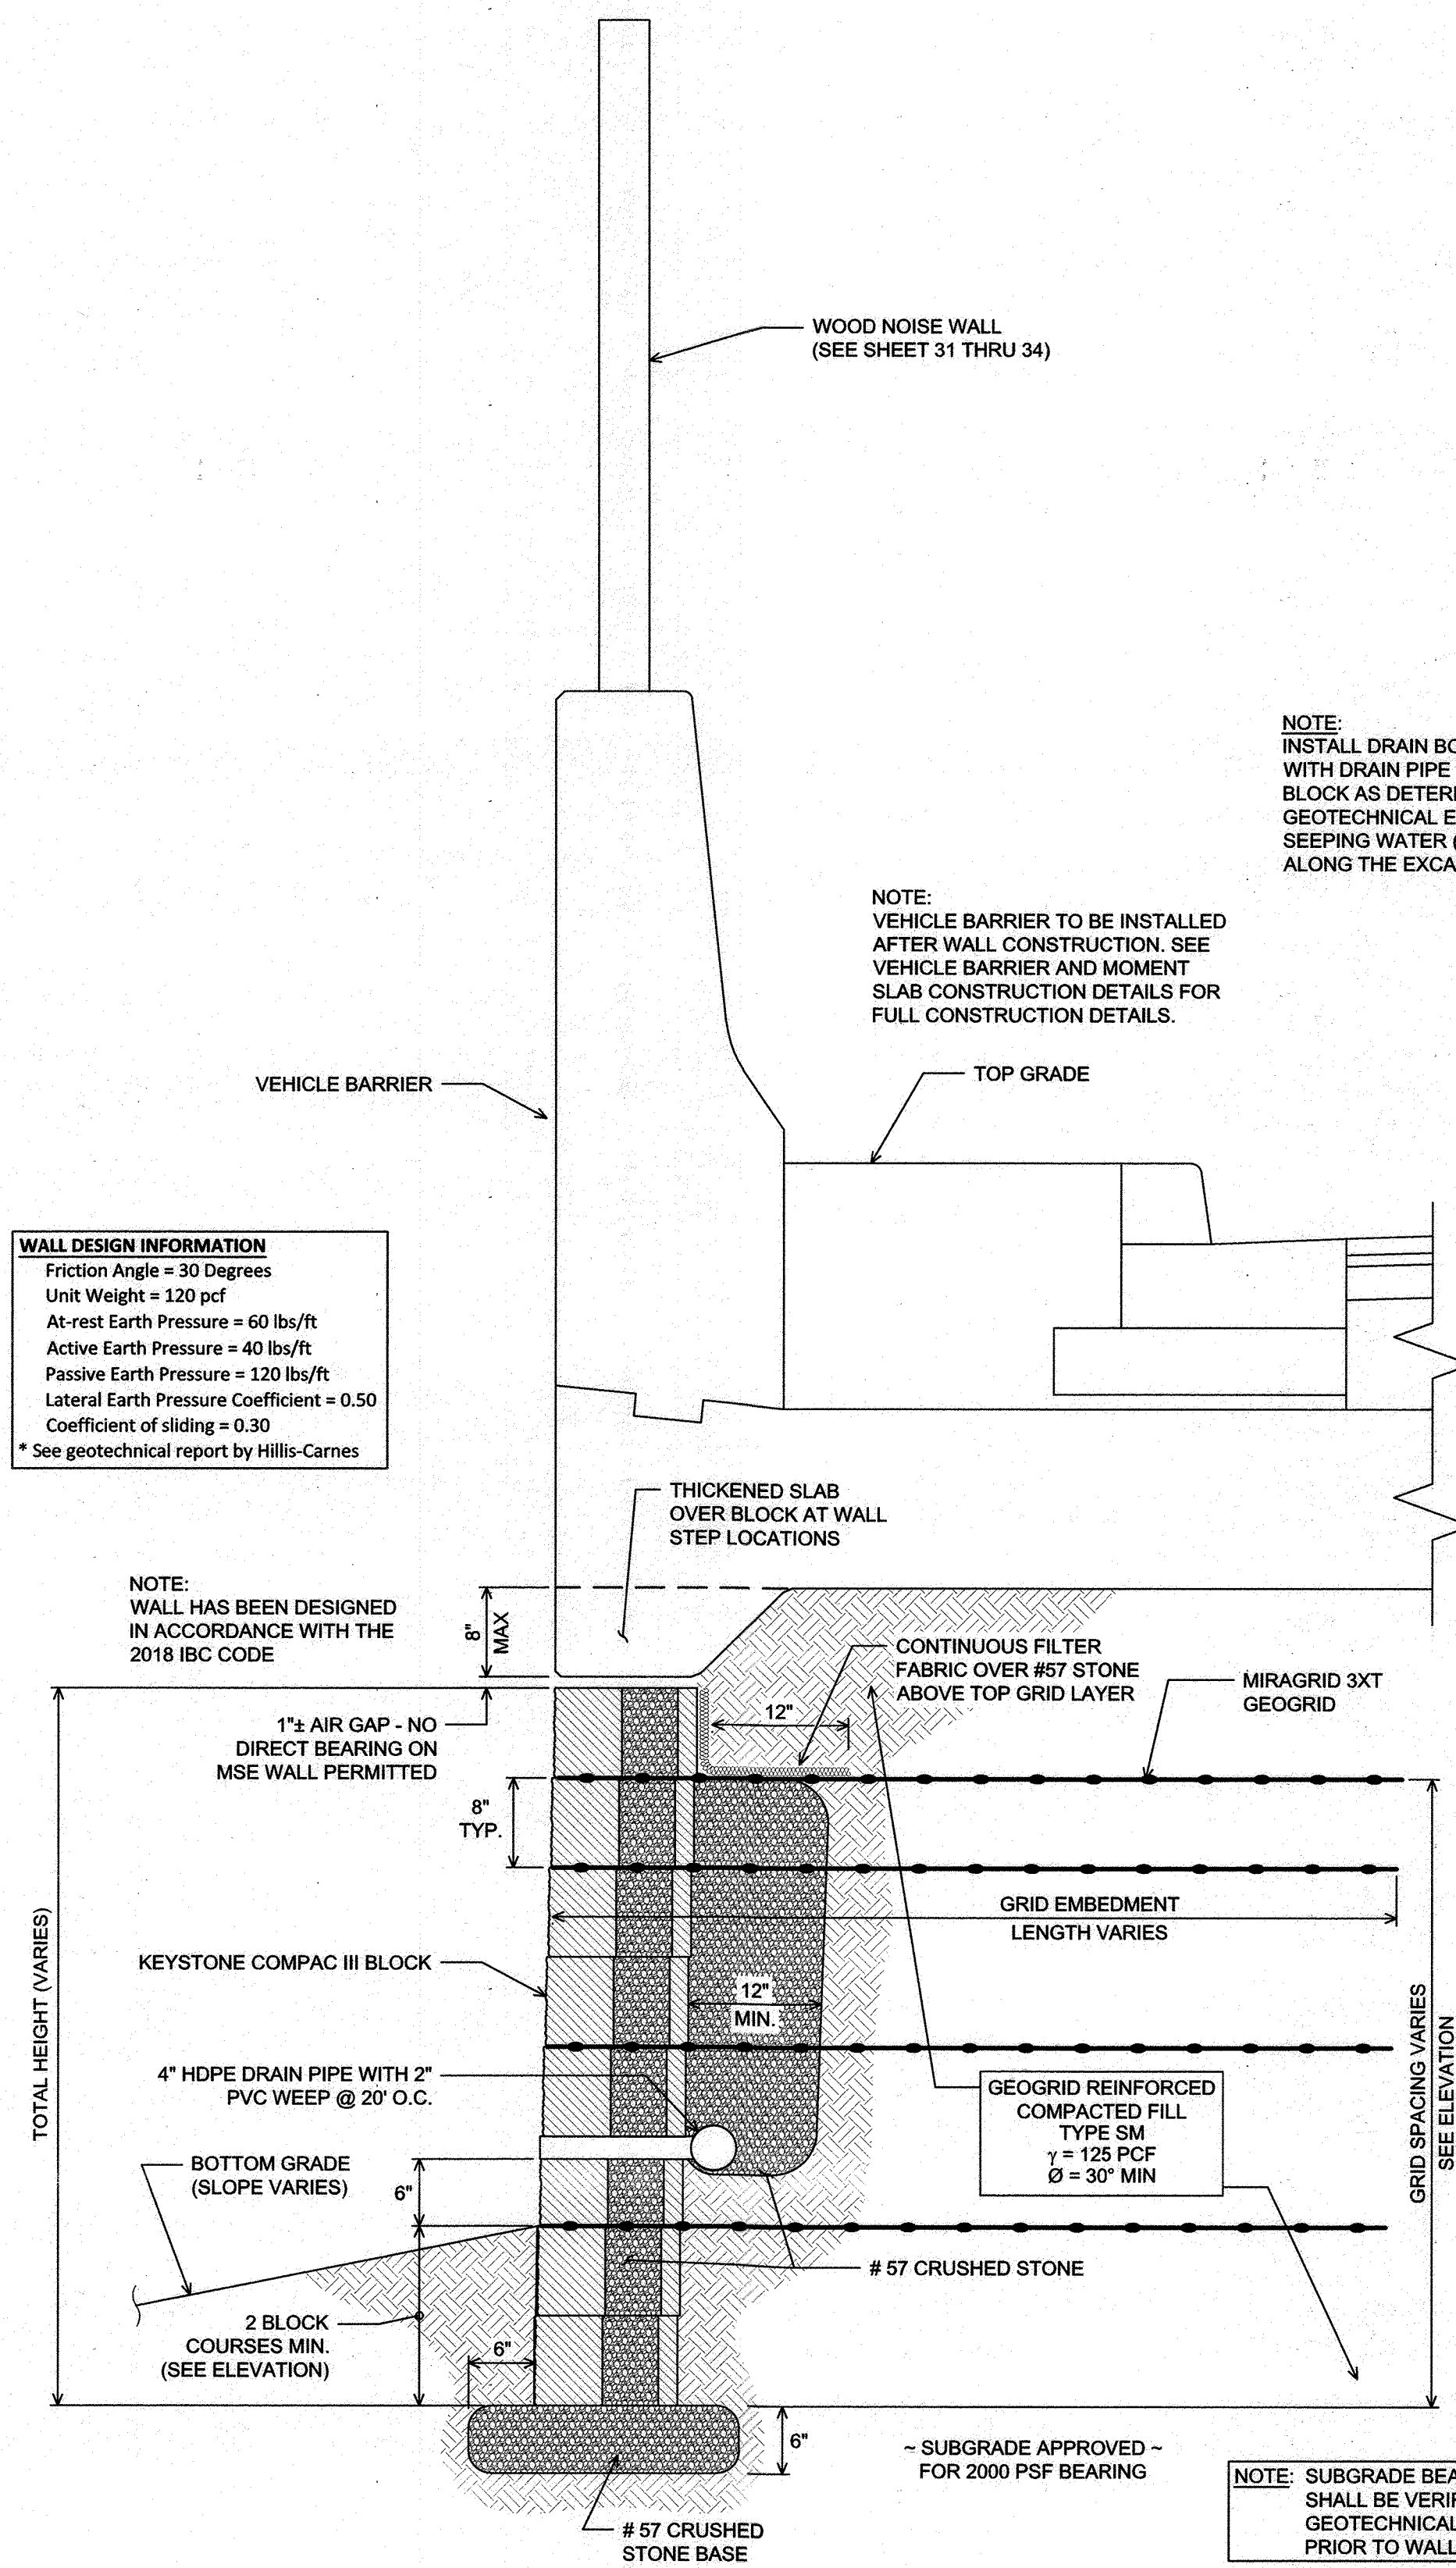 WOOD NOISE WALL
(SEE SHEET 31 THRU 34)
NOTE:
INSTALL DRAIN
WITH DRAIN PIPE
BLOCK AS
GEOTECHNICAL
SEEPING WATER
ALONG THE
NOTE:
VEHICLE BARRIER TO BE INSTALLED
AFTER WALL CONSTRUCTION. SEE
VEHICLE BARRIER AND MOMENT
SLAB CONSTRUCTION DETAILS FOR
FULL CONSTRUCTION DETAILS.
VEHICLE BARRIER
TOP GRADE
WALL DESIGN INFORMATION
Friction Angle = 30 Degrees
Unit Weight = 120 pcf
At-rest Earth Pressure = 60 lbs/ft
Active Earth Pressure = 40 lbs/ft
Passive Earth Pressure = 120 lbs/ft
Lateral Earth Pressure Coefficient = 0.50
Coefficient of sliding = 0.30
* See geotechnical report by Hillis-Carnes
THICKENED SLAB
OVER BLOCK AT WALL
STEP LOCATIONS
NOTE:
WALL HAS BEEN DESIGNED
IN ACCORDANCE WITH THE
2018 IBC CODE
8"
MAX
CONTINUOUS FILTER
FABRIC OVER #57 STONE
ABOVE TOP GRID LAYER
MIRAGRID 3XT
GEOGRID
12"
1"± AIR GAP - NO
DIRECT BEARING ON
MSE WALL PERMITTED
8"
TYP.
GRID EMBEDMENT
LENGTH VARIES
TOTAL HEIGHT (VARIES)
KEYSTONE COMPAC III BLOCK
12"
MIN.
GRID SPACING VARIES
SEE ELEVATION
4" HDPE DRAIN PIPE WITH 2"
PVC WEEP @ 20' O.C.
GEOGRID REINFORCED
COMPACTED FILL
TYPE SM
γ = 125 PCF
Ø = 30° MIN
BOTTOM GRADE
(SLOPE VARIES)
6"
# 57 CRUSHED STONE
2 BLOCK
COURSES MIN.
(SEE ELEVATION)
6"
6"
~ SUBGRADE APPROVED ~
FOR 2000 PSF BEARING
NOTE: SUBGRADE
SHALL BE
GEOTECHNICAL
PRIOR TO WALL
# 57 CRUSHED
STONE BASE